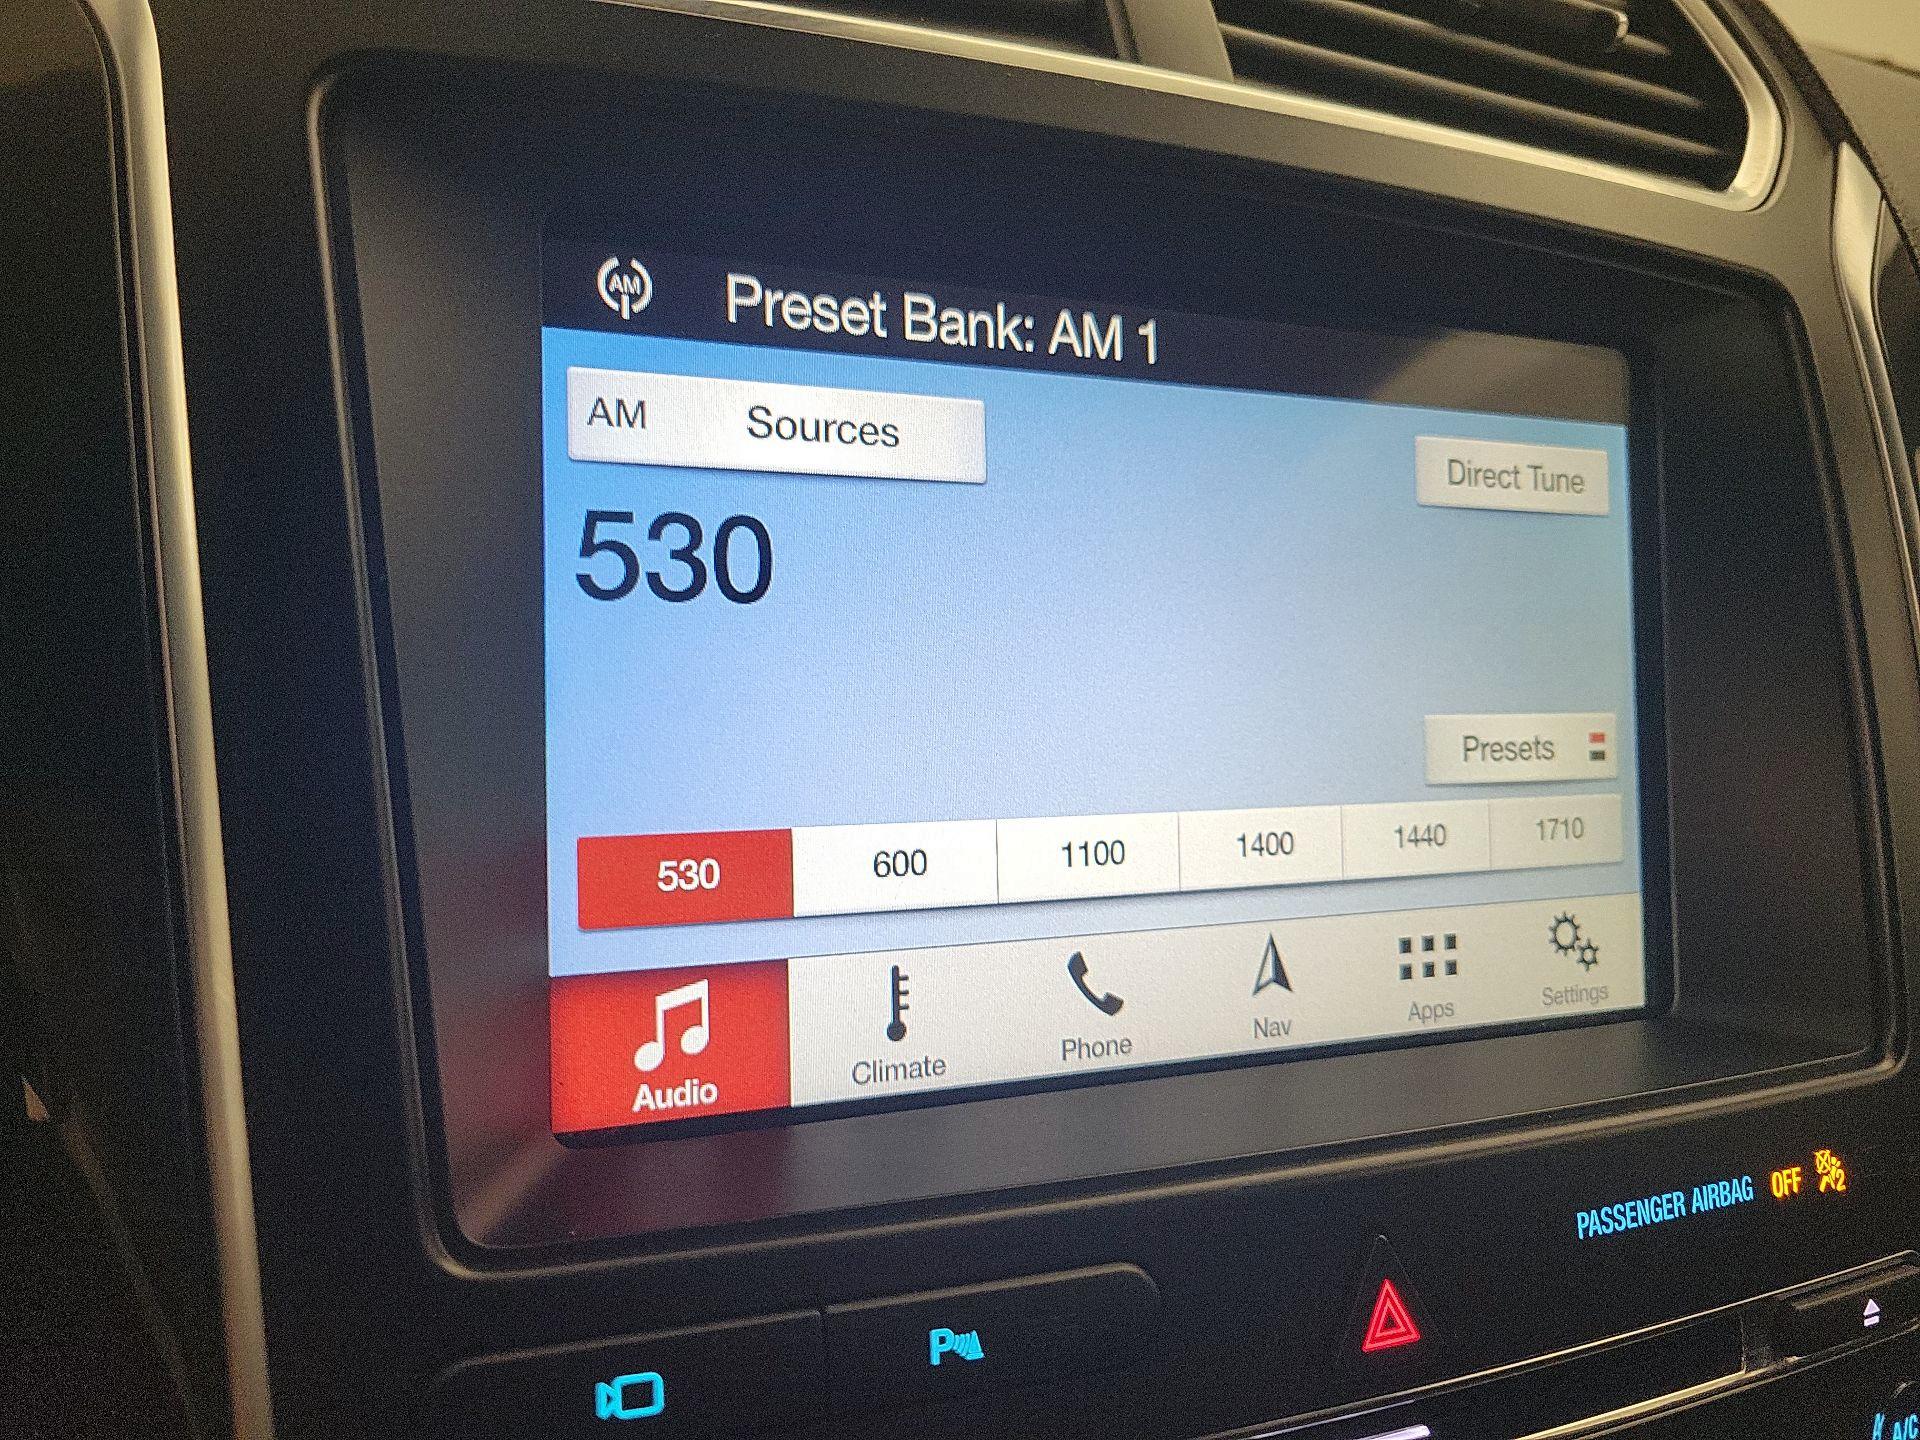 AM
Preset Bank: AM 1
AM Sources
Direct Tune
530
Presets
530 600 1100 1400 1440 1710
Audio Climate Phone Nav Apps Settings
PASSENGER AIRBAG OFF 2
P
A/C